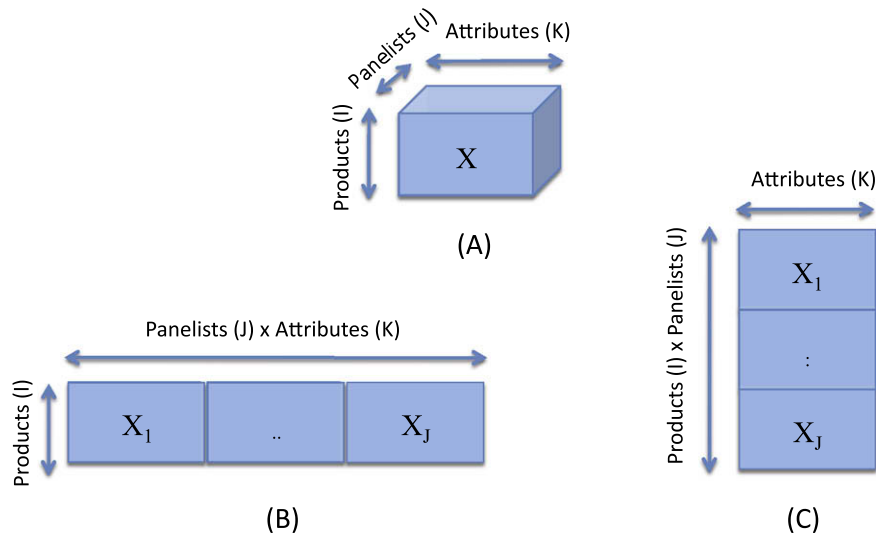 Panelists (J)
Attributes (K)
Products (I)
X
(A)
Attributes (K)
Products (I) x Panelists (J)
X1
:
XJ
(C)
Panelists (J) x Attributes (K)
Products (I)
X1
..
XJ
(B)